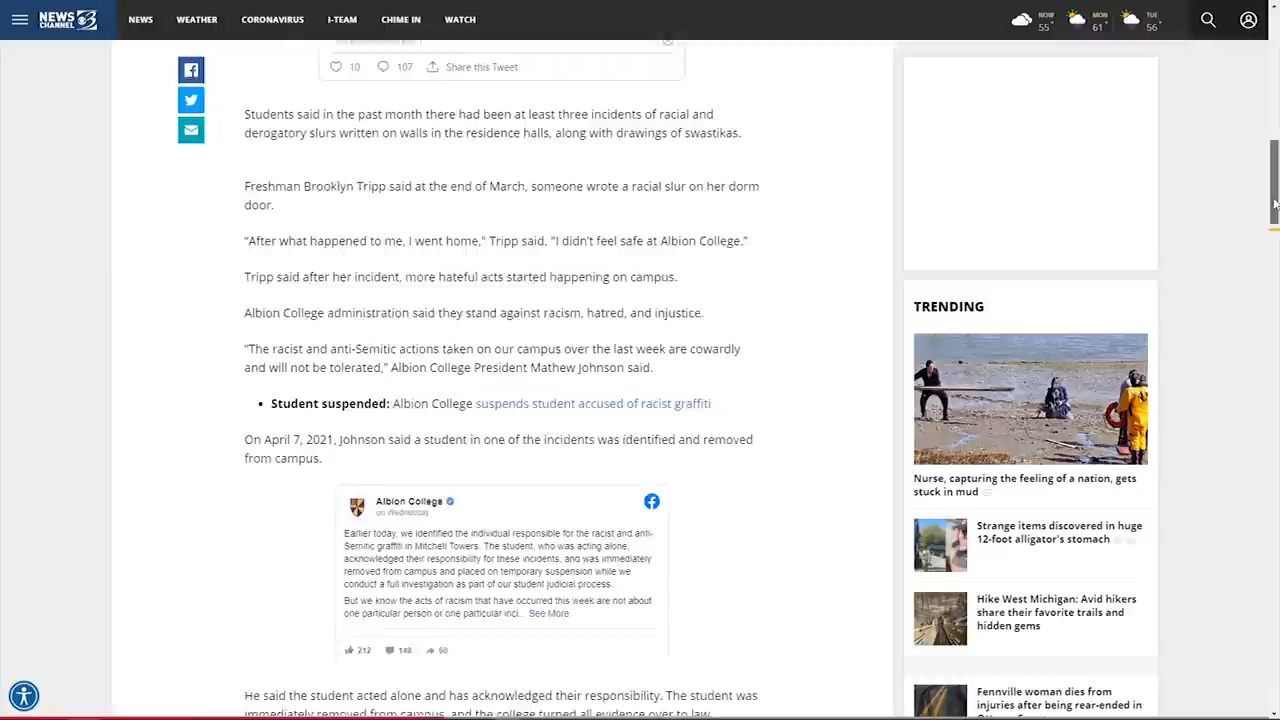 NEWS
CHANNEL 3
NEWS
WEATHER
CORONAVIRUS
I-TEAM
CHIME IN
WATCH
NOW
55°
MON
61°
TUE
56°
10
107
Share this Tweet
Students said in the past month there had been at least three incidents of racial and
derogatory slurs written on walls in the residence halls, along with drawings of swastikas.
Freshman Brooklyn Tripp said at the end of March, someone wrote a racial slur on her dorm
door.
"After what happened to me, I went home," Tripp said. "I didn't feel safe at Albion College."
Tripp said after her incident, more hateful acts started happening on campus.
Albion College administration said they stand against racism, hatred, and injustice.
"The racist and anti-Semitic actions taken on our campus over the last week are cowardly
and will not be tolerated," Albion College President Mathew Johnson said.
• Student suspended: Albion College suspends student accused of racist graffiti
On April 7, 2021, Johnson said a student in one of the incidents was identified and removed
from campus.
Albion College
on Wednesday
Earlier today, we identified the individual responsible for the racist and anti-
Semitic graffiti in Mitchell Towers. The student, who was acting alone,
acknowledged their responsibility for these incidents, and was immediately
removed from campus and placed on temporary suspension while we
conduct a full investigation as part of our student judicial process.
But we know the acts of racism that have occurred this week are not about
one particular person or one particular inci... See More
212
148
60
He said the student acted alone and has acknowledged their responsibility. The student was
immediately removed from campus, and the college turned all evidence over to law
TRENDING
Nurse, capturing the feeling of a nation, gets
stuck in mud
Strange items discovered in huge
12-foot alligator's stomach
Hike West Michigan: Avid hikers
share their favorite trails and
hidden gems
Fennville woman dies from
injuries after being rear-ended in